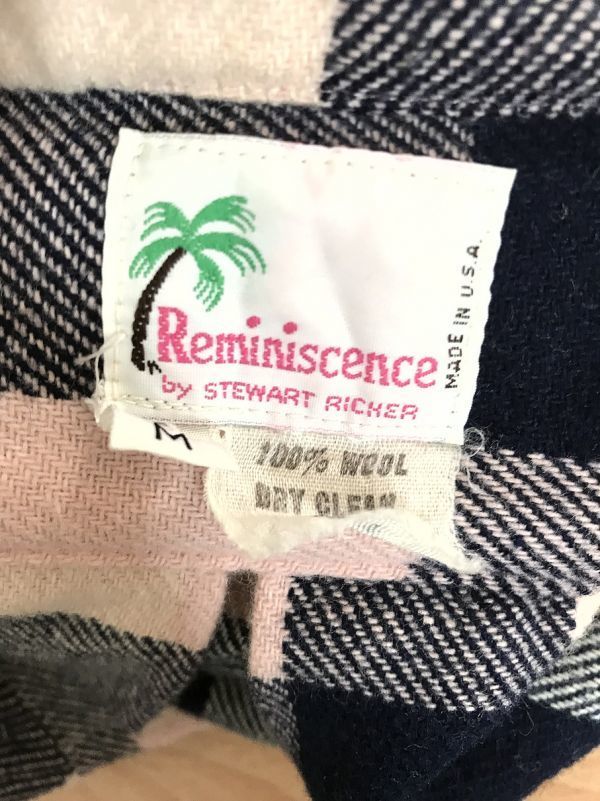 Reminiscence
by STEWART RICHER
MADE IN U.S.A.
M
100% WOOL
DRY CLEAN